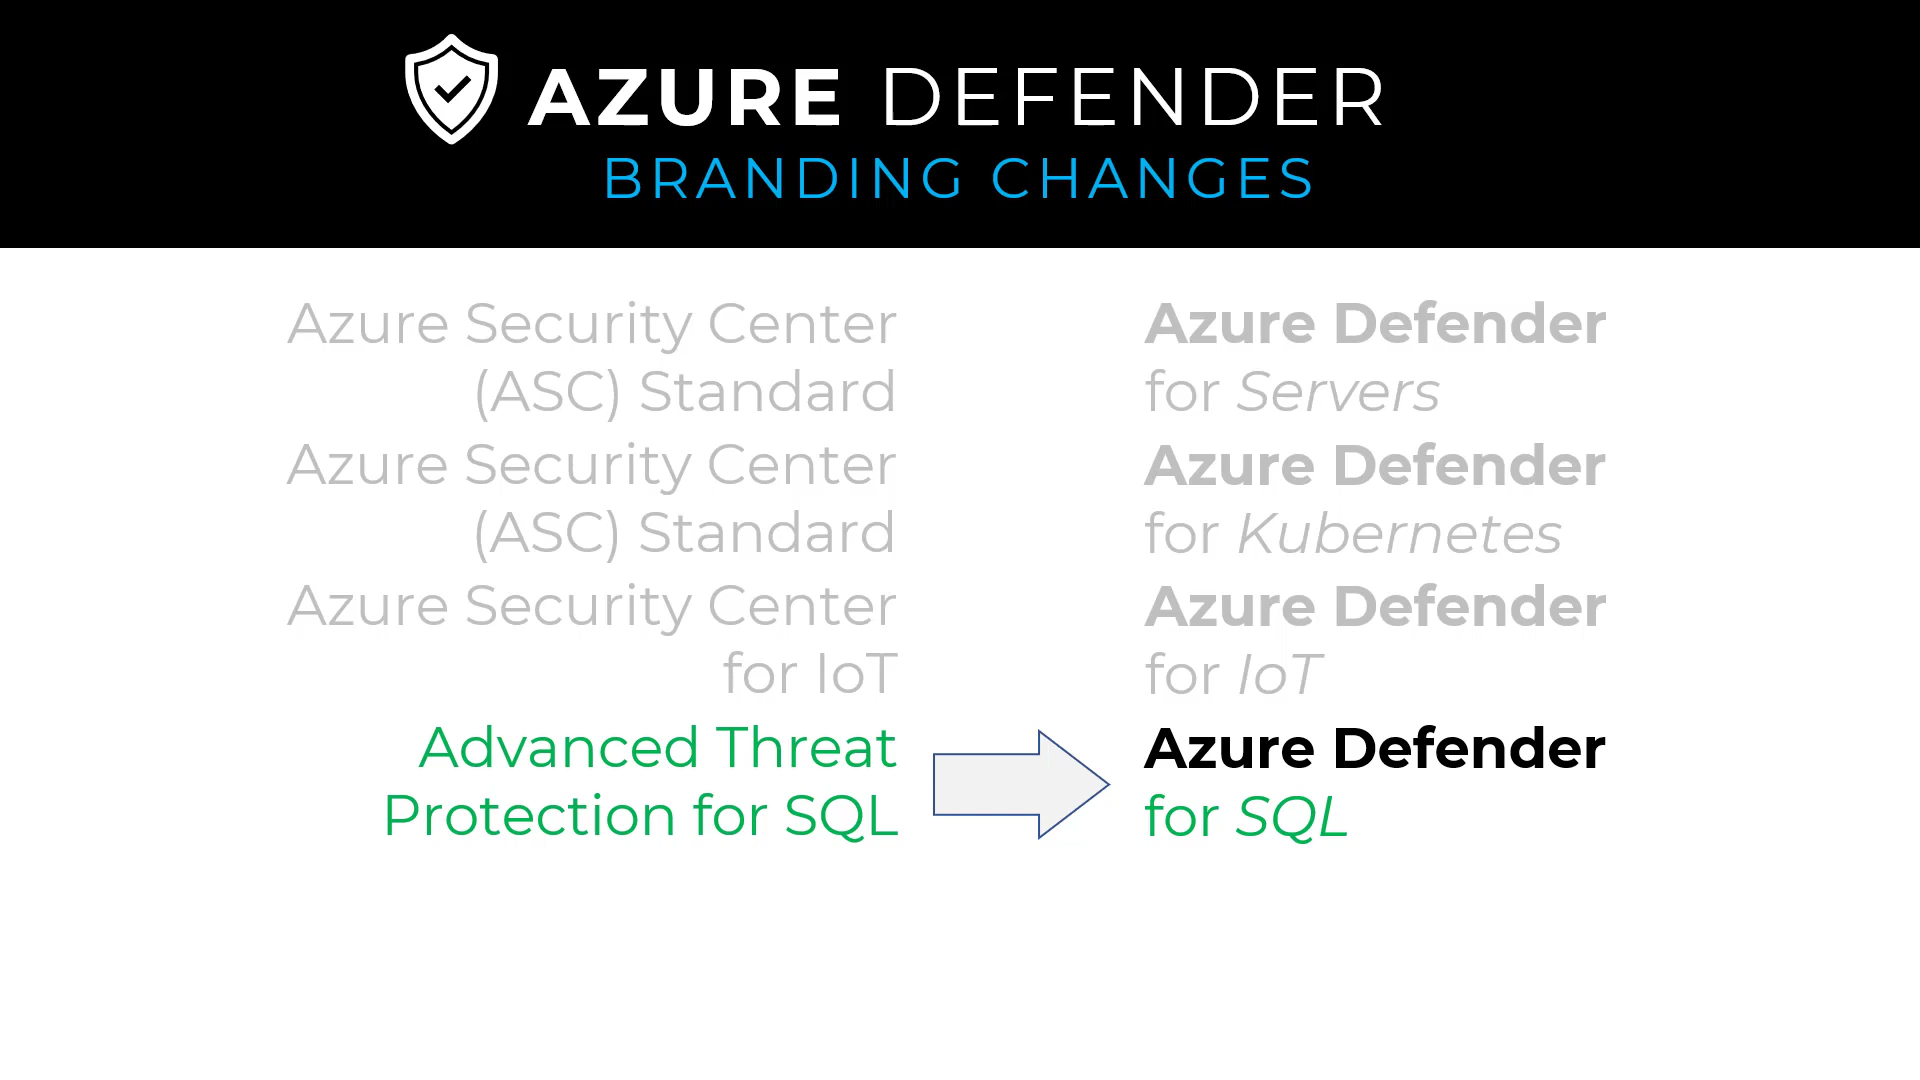 AZURE DEFENDER
BRANDING CHANGES
Azure Security Center
(ASC) Standard
Azure Defender
for Servers
Azure Security Center
(ASC) Standard
Azure Defender
for Kubernetes
Azure Security Center
for IoT
Azure Defender
for IoT
Advanced Threat
Protection for SQL
Azure Defender
for SQL